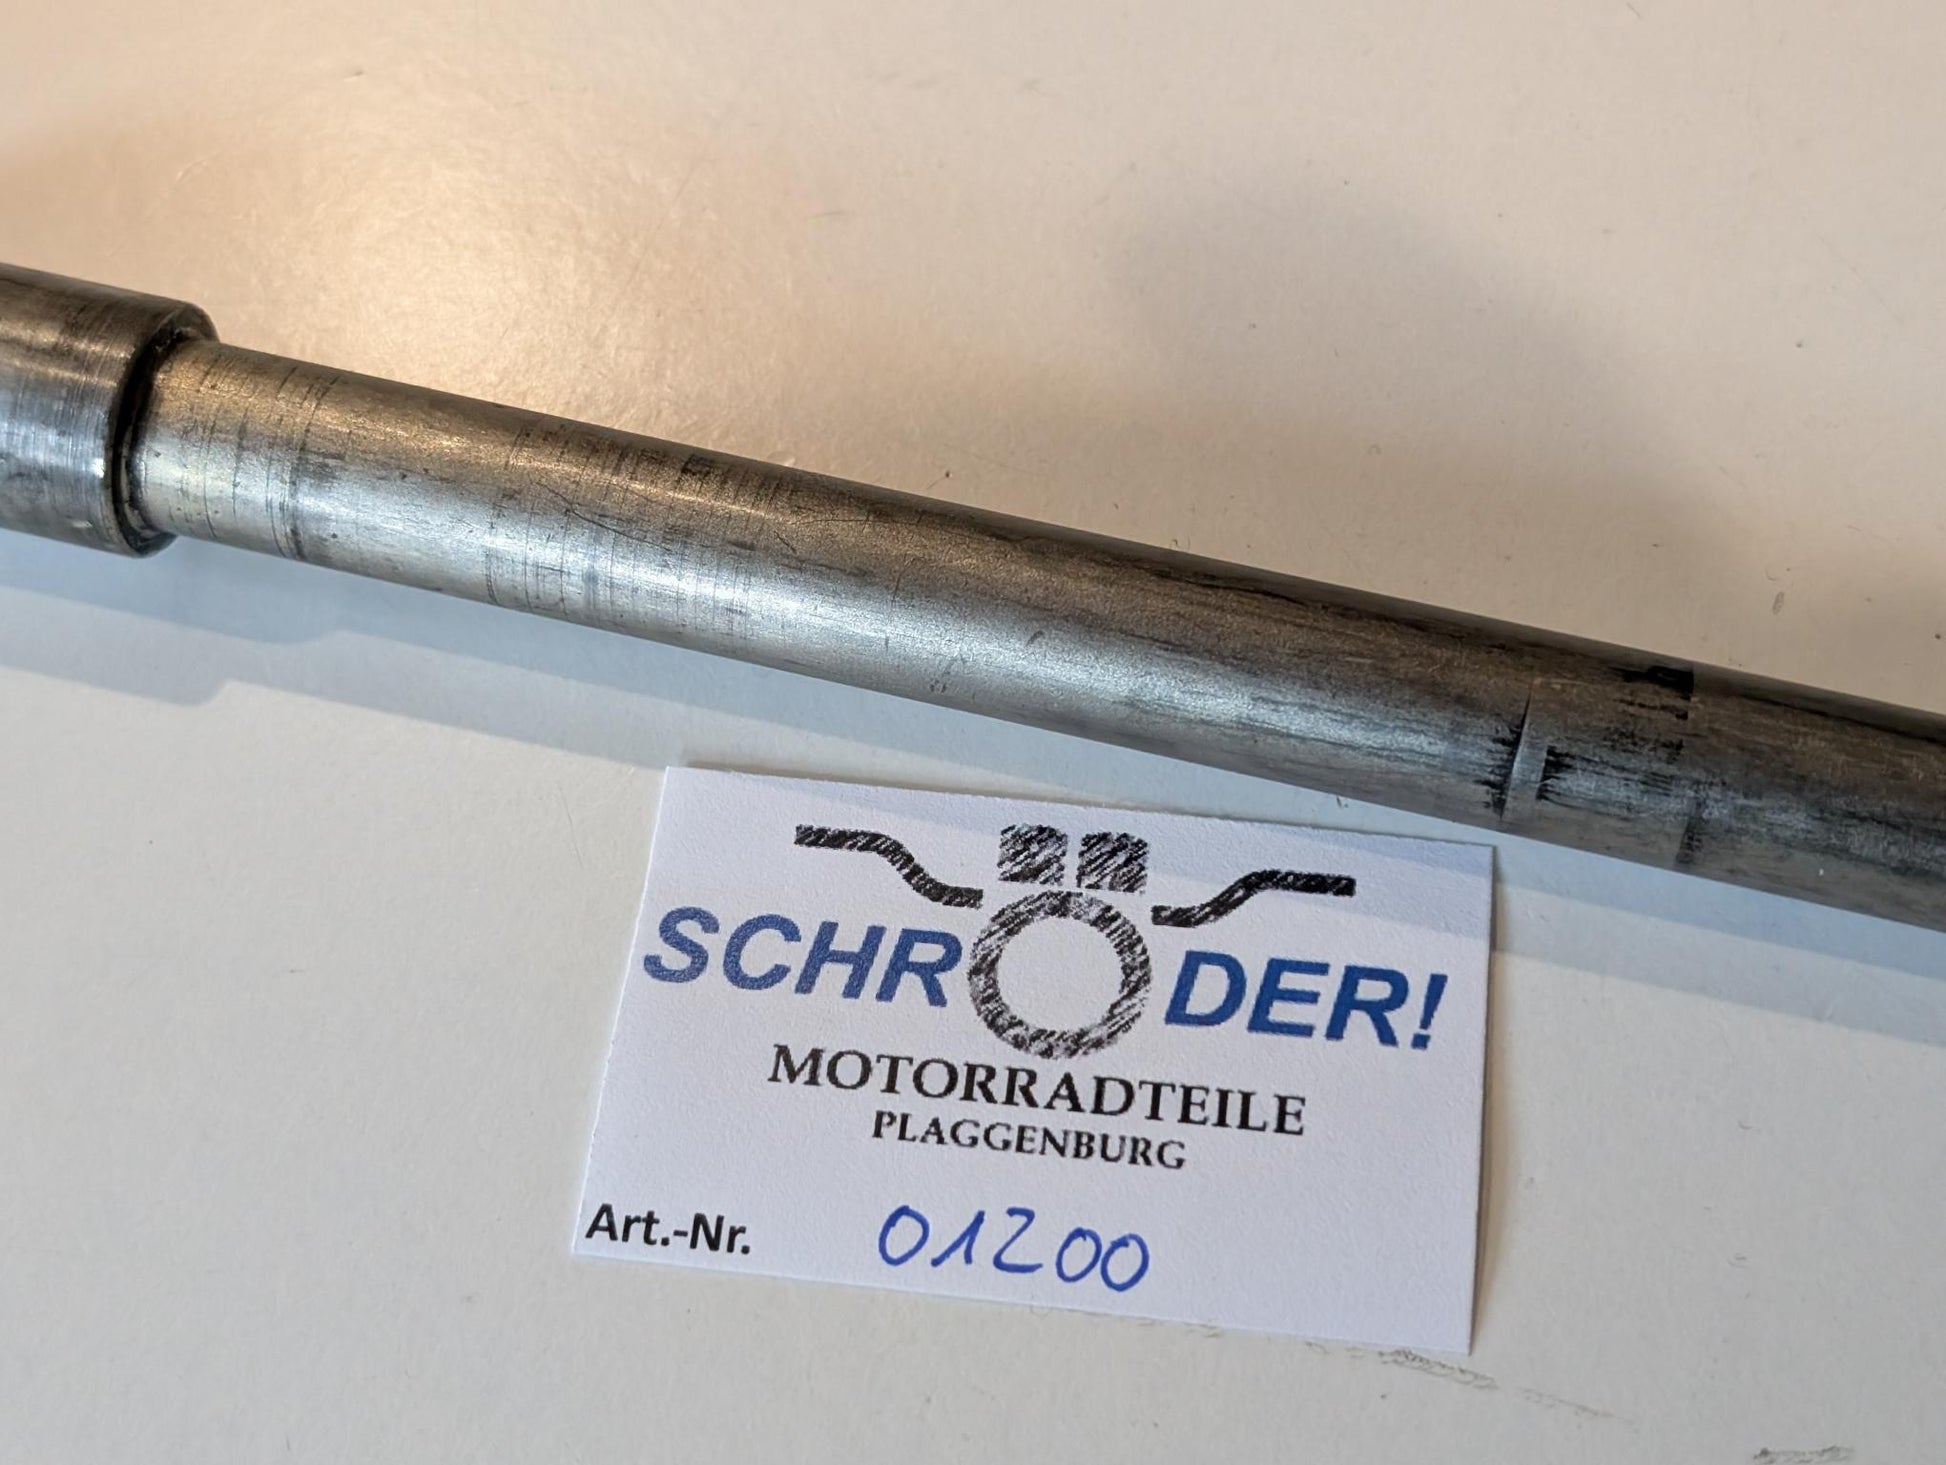 SCHRÖDER!
MOTORRADTEILE
PLAGGENBURG
Art.-Nr. 01200